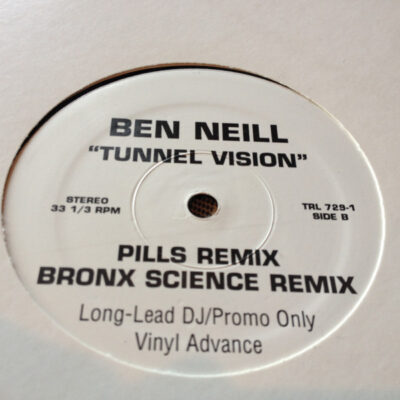 BEN NEILL
"TUNNEL VISION"
STEREO
33 1/3 RPM
TRL 729-1
SIDE B
PILLS REMIX
BRONX SCIENCE REMIX
Long-Lead DJ/Promo Only
Vinyl Advance